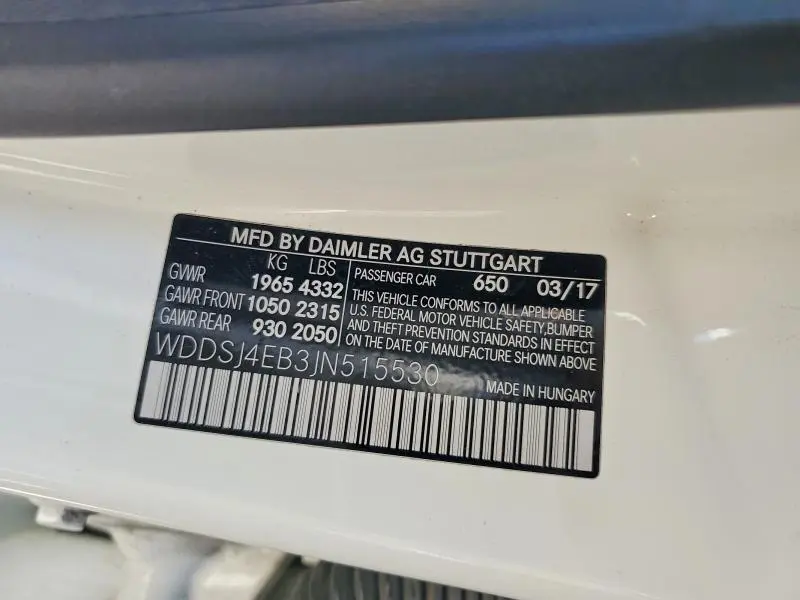 MFD BY DAIMLER AG STUTTGART
KG LBS
GVWR 1965 4332
GAWR FRONT 1050 2315
GAWR REAR 930 2050
PASSENGER CAR 650 03/17
THIS VEHICLE CONFORMS TO ALL APPLICABLE
U.S. FEDERAL MOTOR VEHICLE SAFETY, BUMPER
AND THEFT PREVENTION STANDARDS IN EFFECT
ON THE DATE OF MANUFACTURE SHOWN ABOVE
WDDSJ4EB3JN515530
MADE IN HUNGARY